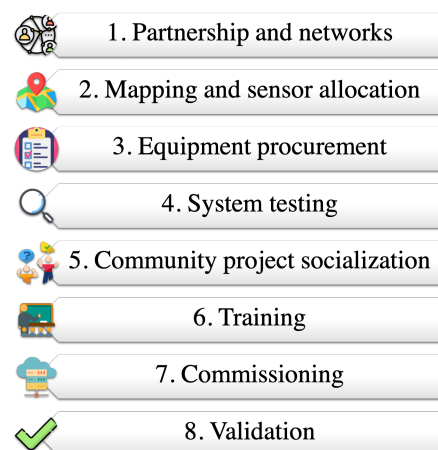 1. Partnership and networks
2. Mapping and sensor allocation
3. Equipment procurement
4. System testing
5. Community project socialization
6. Training
7. Commissioning
8. Validation